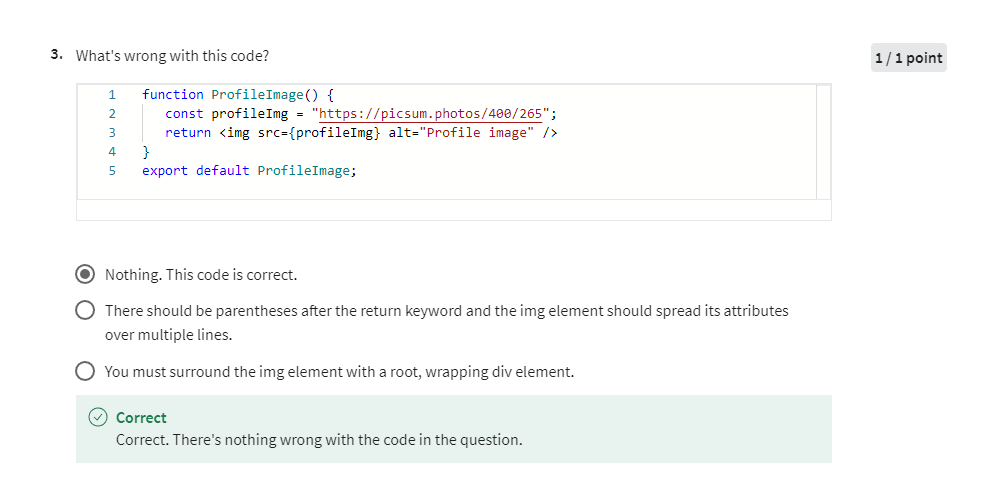 3. What's wrong with this code?
1 / 1 point
1 function ProfileImage() {
2 const profileImg = "https://picsum.photos/400/265";
3 return <img src={profileImg} alt="Profile image" />
4 }
5 export default ProfileImage;
Nothing. This code is correct.
There should be parentheses after the return keyword and the img element should spread its attributes
over multiple lines.
You must surround the img element with a root, wrapping div element.
Correct
Correct. There's nothing wrong with the code in the question.